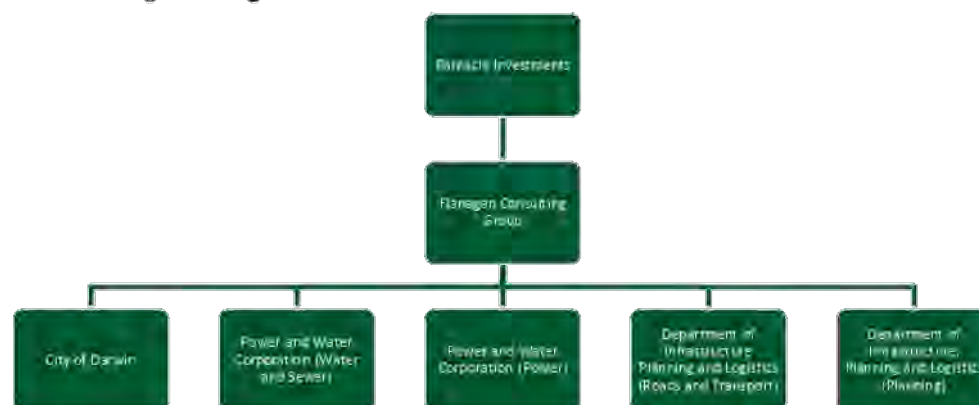 Investments
Flanagan Consulting
Group
City of Darwin
Power and Water
Corporation (Water
and Sewer)
Power and Water
Corporation (Power)
Department of
Infrastructure
Planning and Logistics
(Roads and Transport)
Department of
Infrastructure
Planning and Logistics
(Planning)